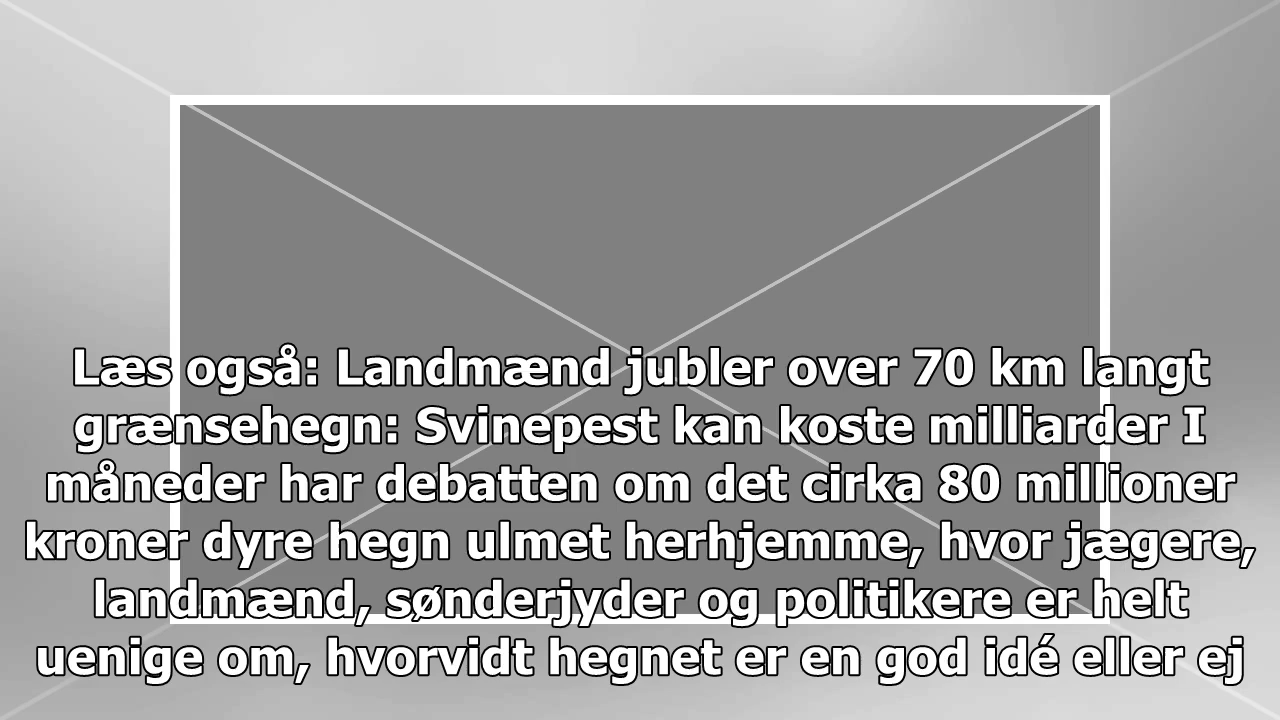 Læs også: Landmænd jubler over 70 km langt
grænsehegn: Svinepest kan koste milliarder I
måneder har debatten om det cirka 80 millioner
kroner dyre hegn ulmet herhjemme, hvor jægere,
landmænd, sønderjyder og politikere er helt
uenige om, hvorvidt hegnet er en god idé eller ej